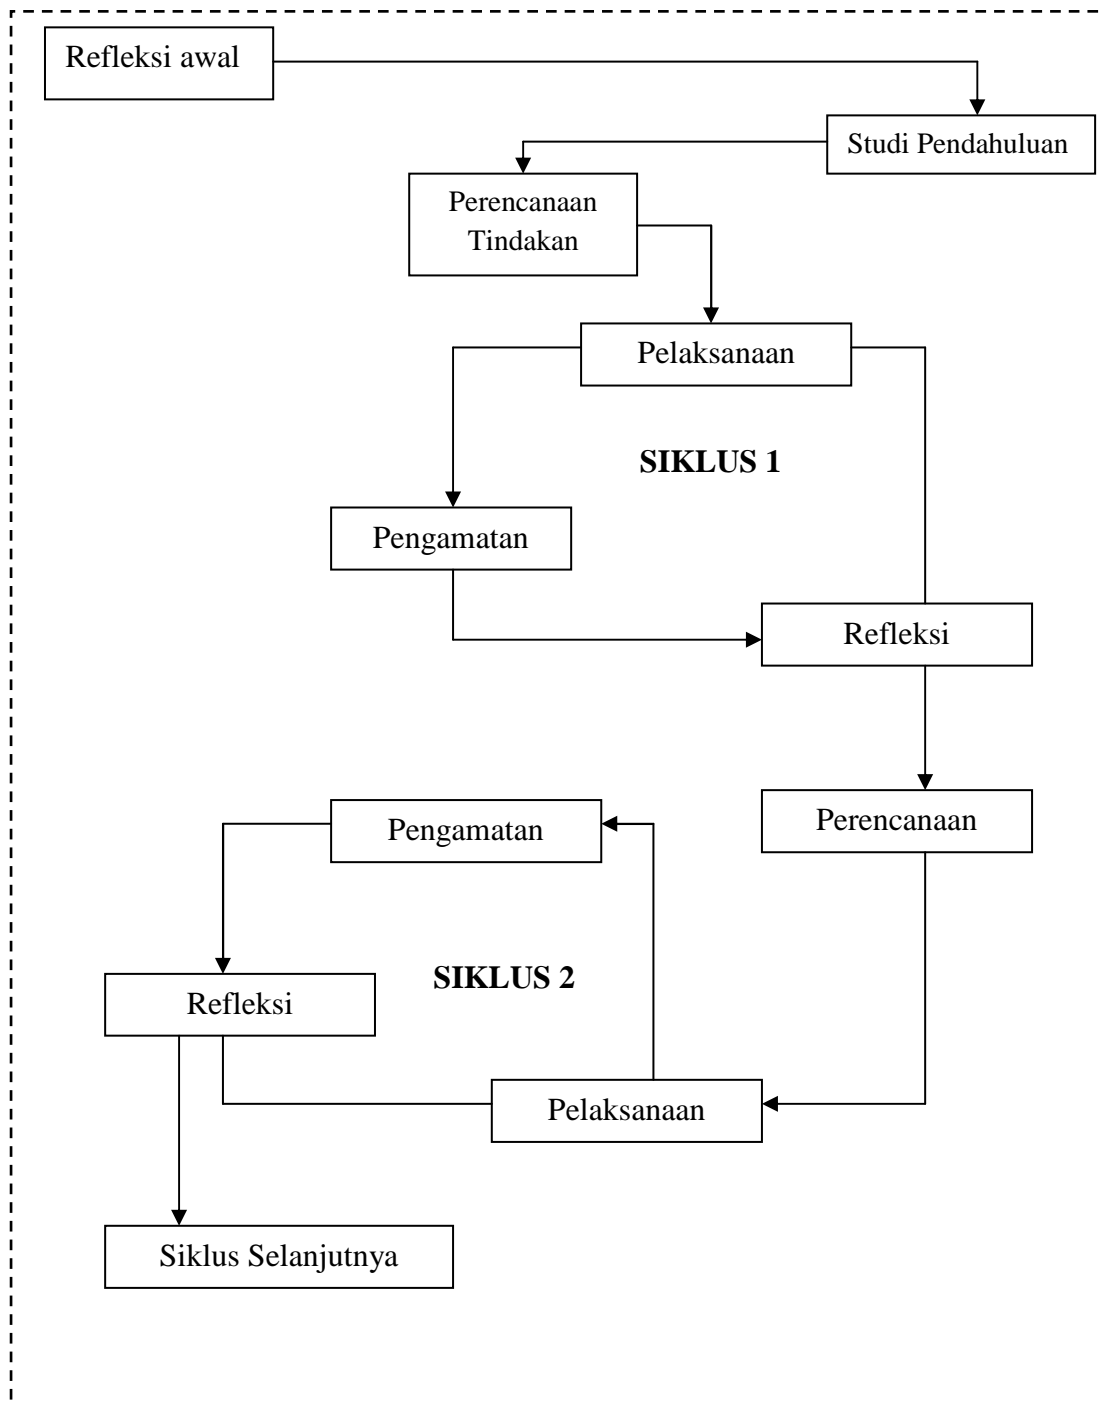 Refleksi awal
Studi Pendahuluan
Perencanaan
Tindakan
Pelaksanaan
SIKLUS 1
Pengamatan
Refleksi
Perencanaan
Pengamatan
SIKLUS 2
Refleksi
Pelaksanaan
Siklus Selanjutnya